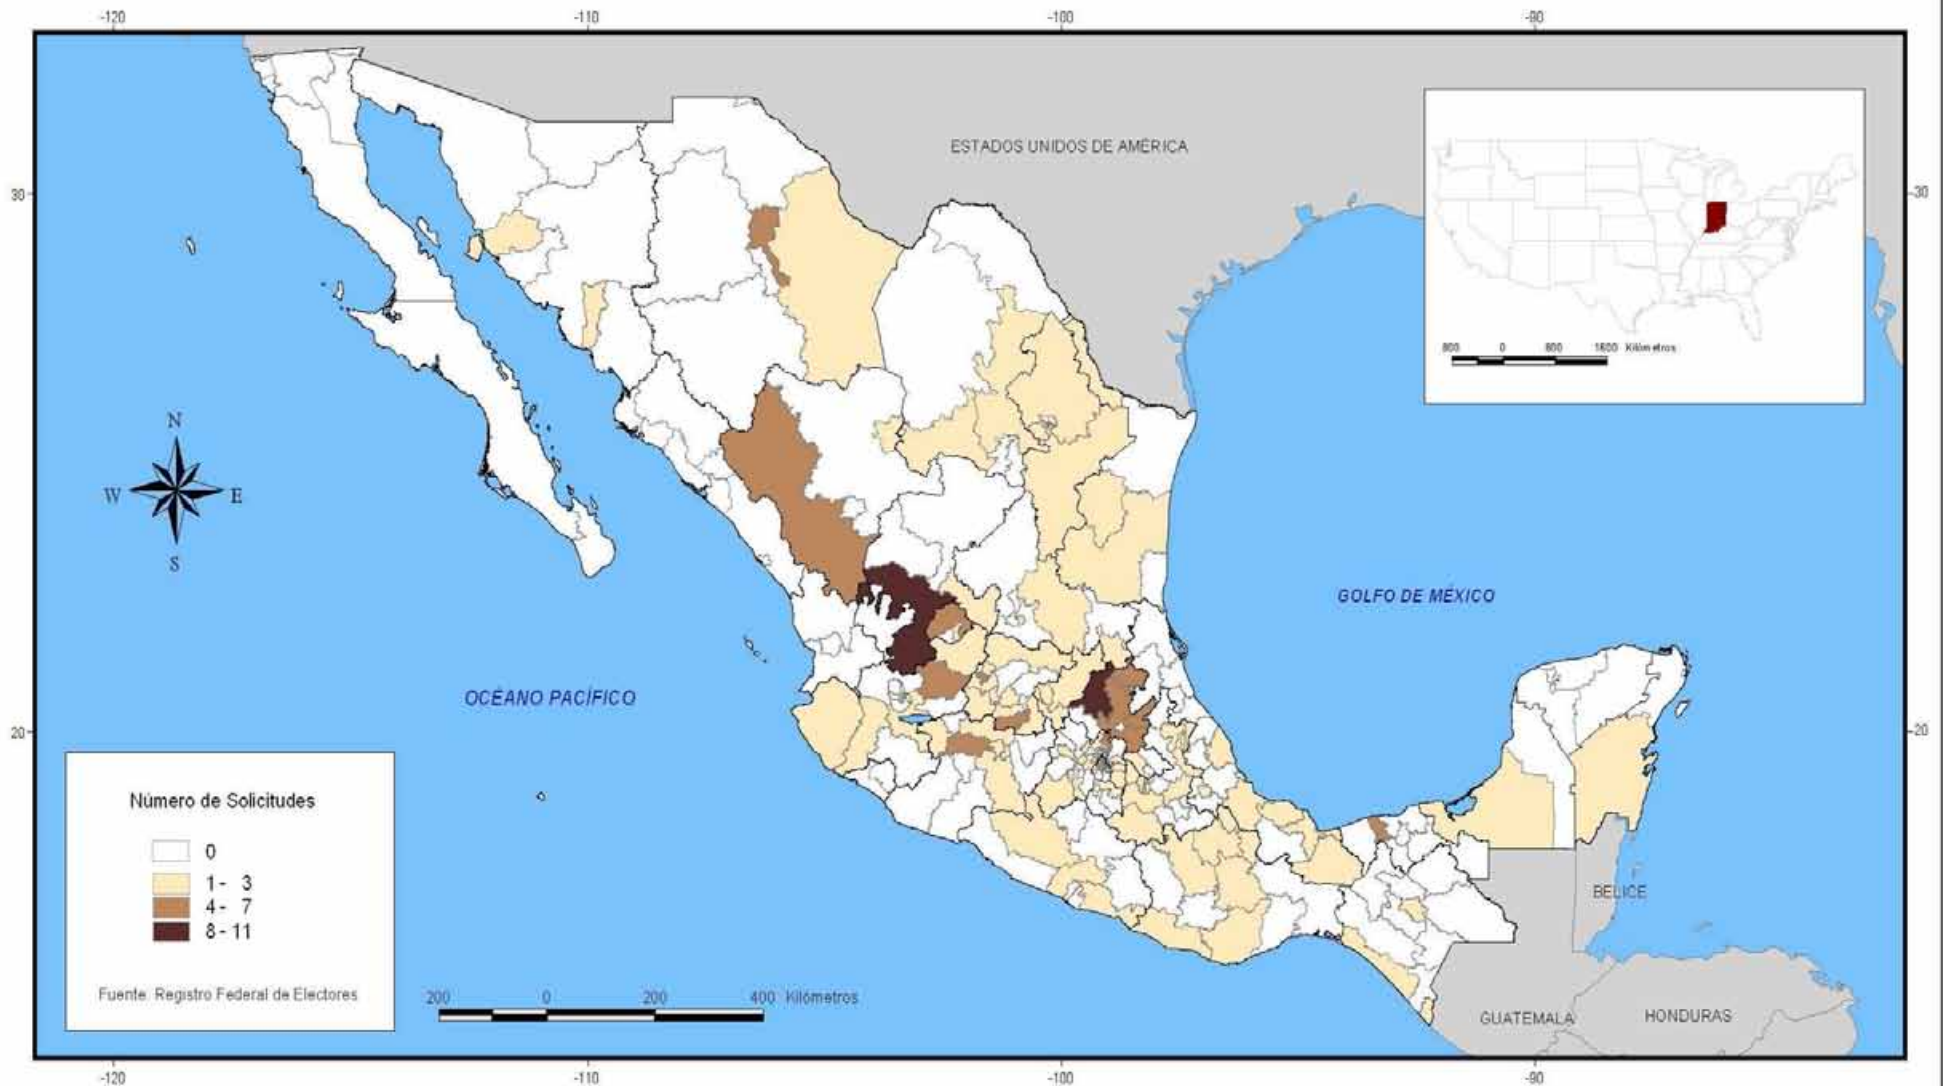 -120 -110 -100 -90
30
30
20
20
ESTADOS UNIDOS DE AMÉRICA
800 0 800 1600 Kilómetros
N
W E
S
GOLFO DE MÉXICO
OCÉANO PACÍFICO
Número de Solicitudes
0
1 - 3
4 - 7
8 - 11
Fuente: Registro Federal de Electores
200 0 200 400 Kilómetros
BELICE
GUATEMALA
HONDURAS
-120 -110 -100 -90